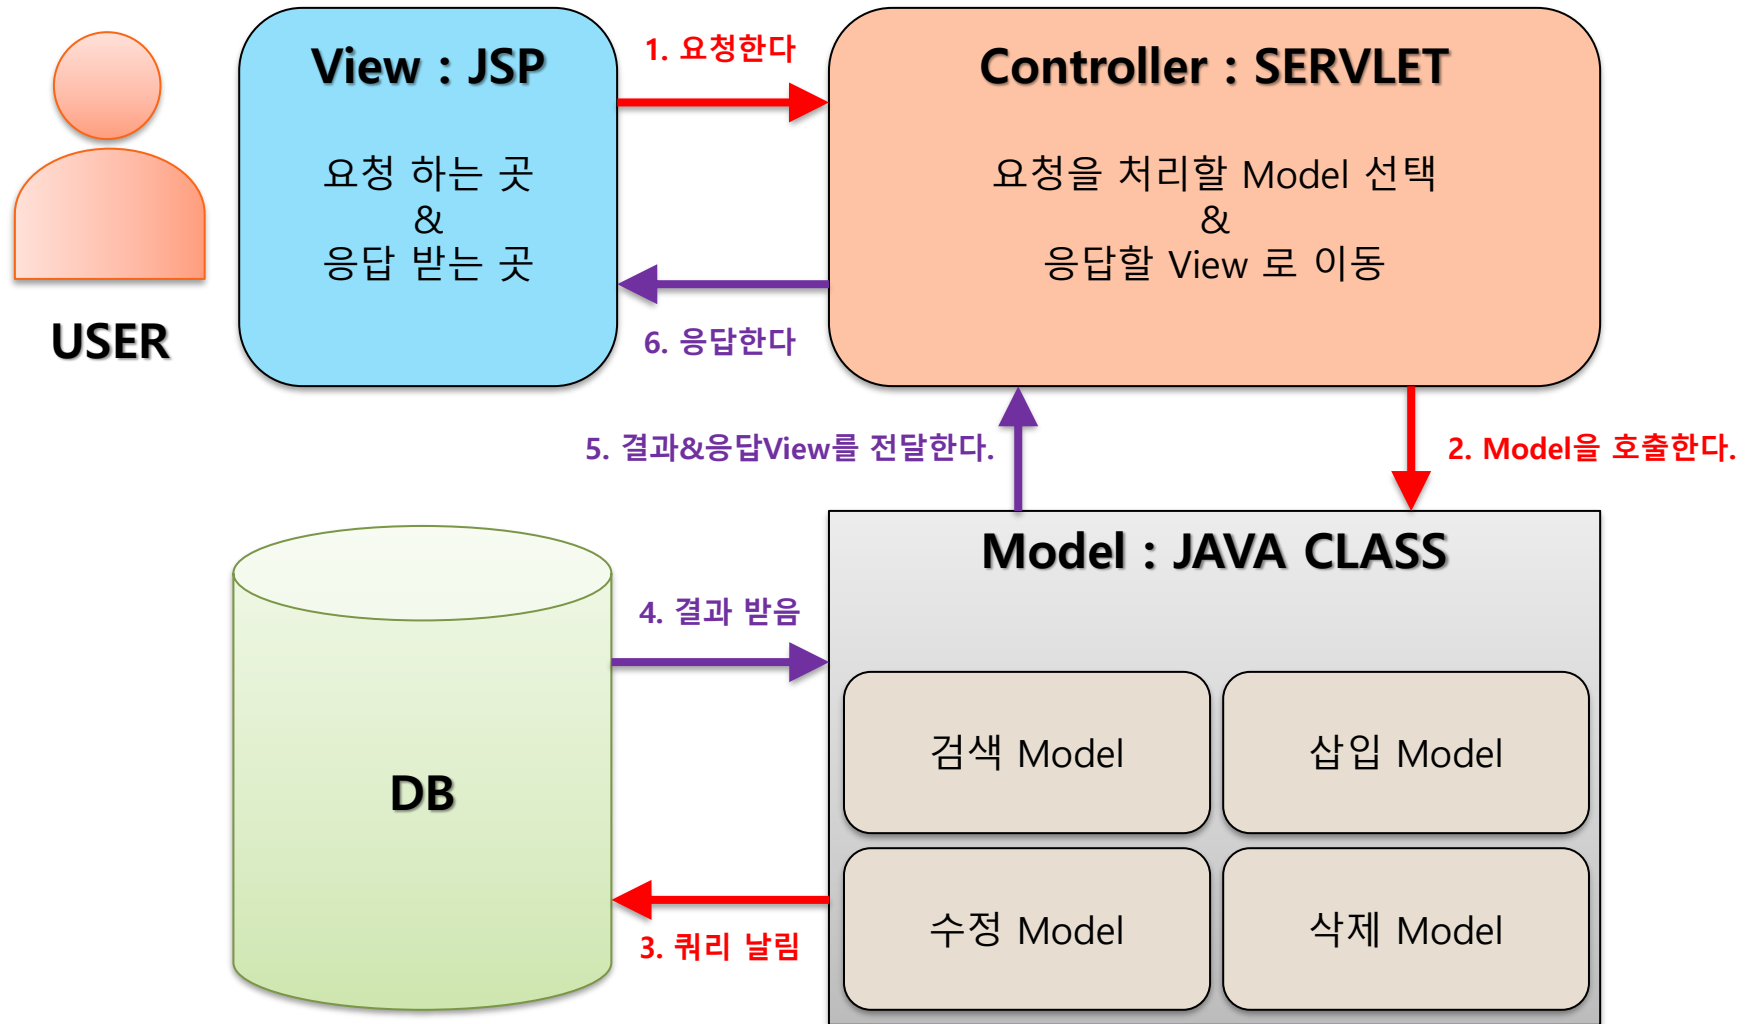 View : JSP
요청 하는 곳
&
응답 받는 곳
USER
1. 요청한다
6. 응답한다
Controller : SERVLET
요청을 처리할 Model 선택
&
응답할 View 로 이동
5. 결과&응답View를 전달한다.
2. Model을 호출한다.
DB
4. 결과 받음
3. 쿼리 날림
Model : JAVA CLASS
검색 Model
삽입 Model
수정 Model
삭제 Model